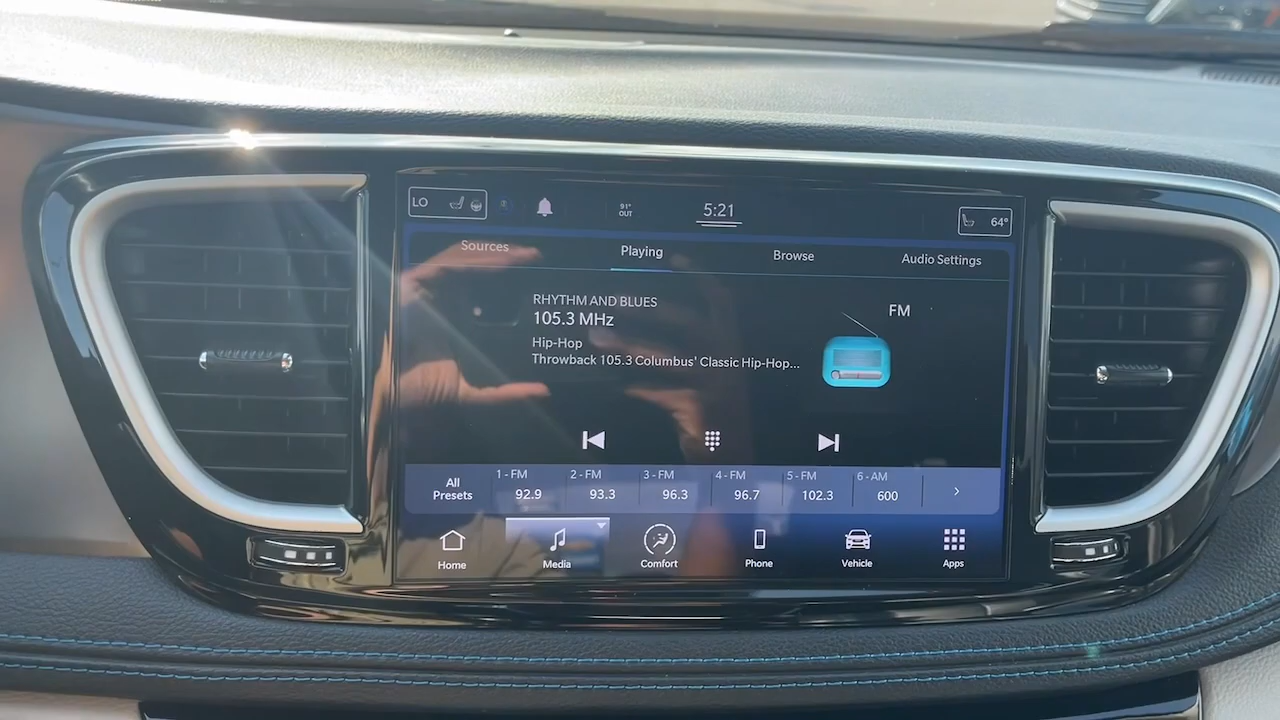 LO
91°
OUT
5:21
64°
Sources
Playing
Browse
Audio Settings
RHYTHM AND BLUES
105.3 MHz
Hip-Hop
Throwback 105.3 Columbus' Classic Hip-Hop...
FM
All
Presets
1 - FM
92.9
2 - FM
93.3
3 - FM
96.3
4 - FM
96.7
5 - FM
102.3
6 - AM
600
Home
Media
Comfort
Phone
Vehicle
Apps